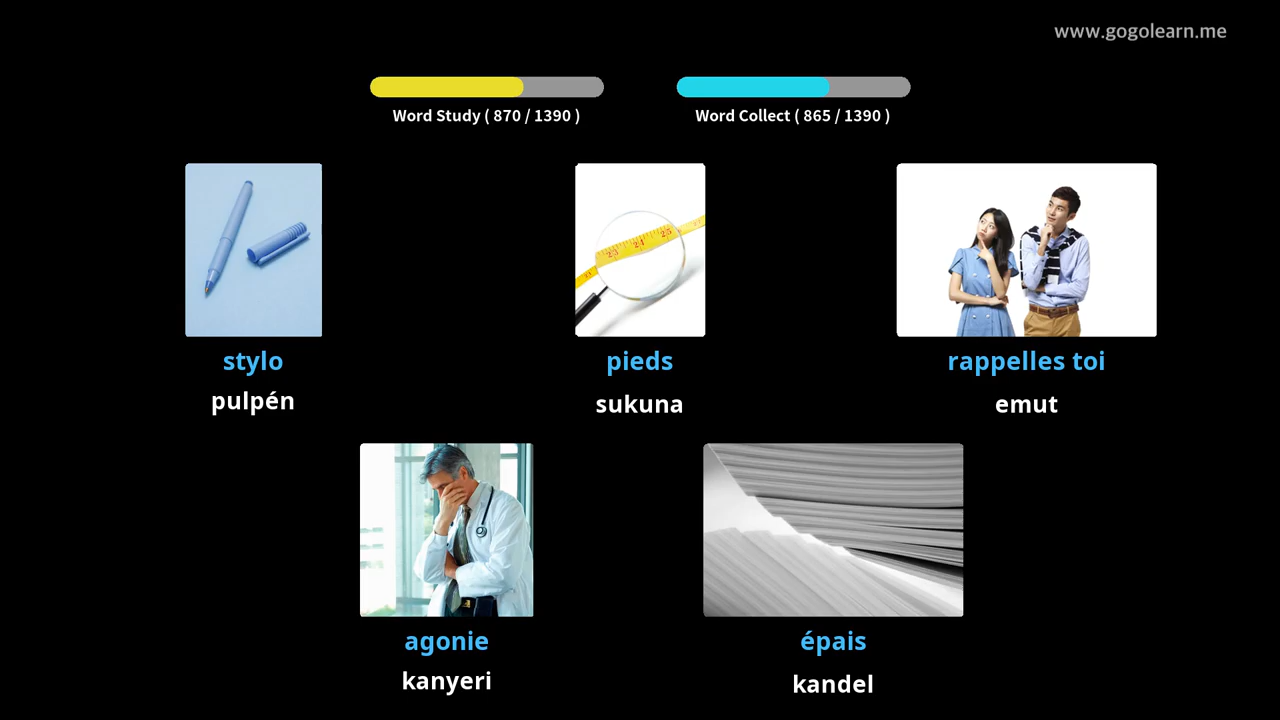 www.gogolearn.me
Word Study ( 870 / 1390 )
Word Collect ( 865 / 1390 )
stylo
pulpén
pieds
sukuna
rappelles toi
emut
agonie
kanyeri
épais
kandel